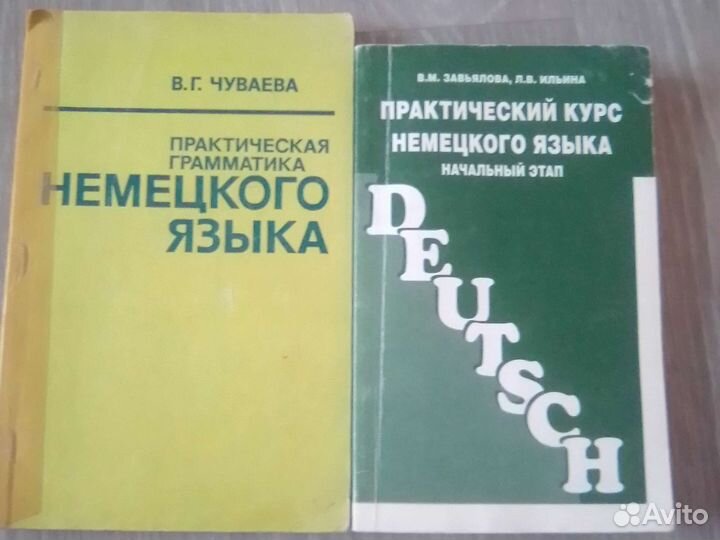 В.Г. ЧУВАЕВА
ПРАКТИЧЕСКАЯ
ГРАММАТИКА
НЕМЕЦКОГО
ЯЗЫКА
В.М. ЗАВЬЯЛОВА, Л.В. ИЛЬИНА
ПРАКТИЧЕСКИЙ КУРС
НЕМЕЦКОГО ЯЗЫКА
НАЧАЛЬНЫЙ ЭТАП
DEUTSCH
Avito